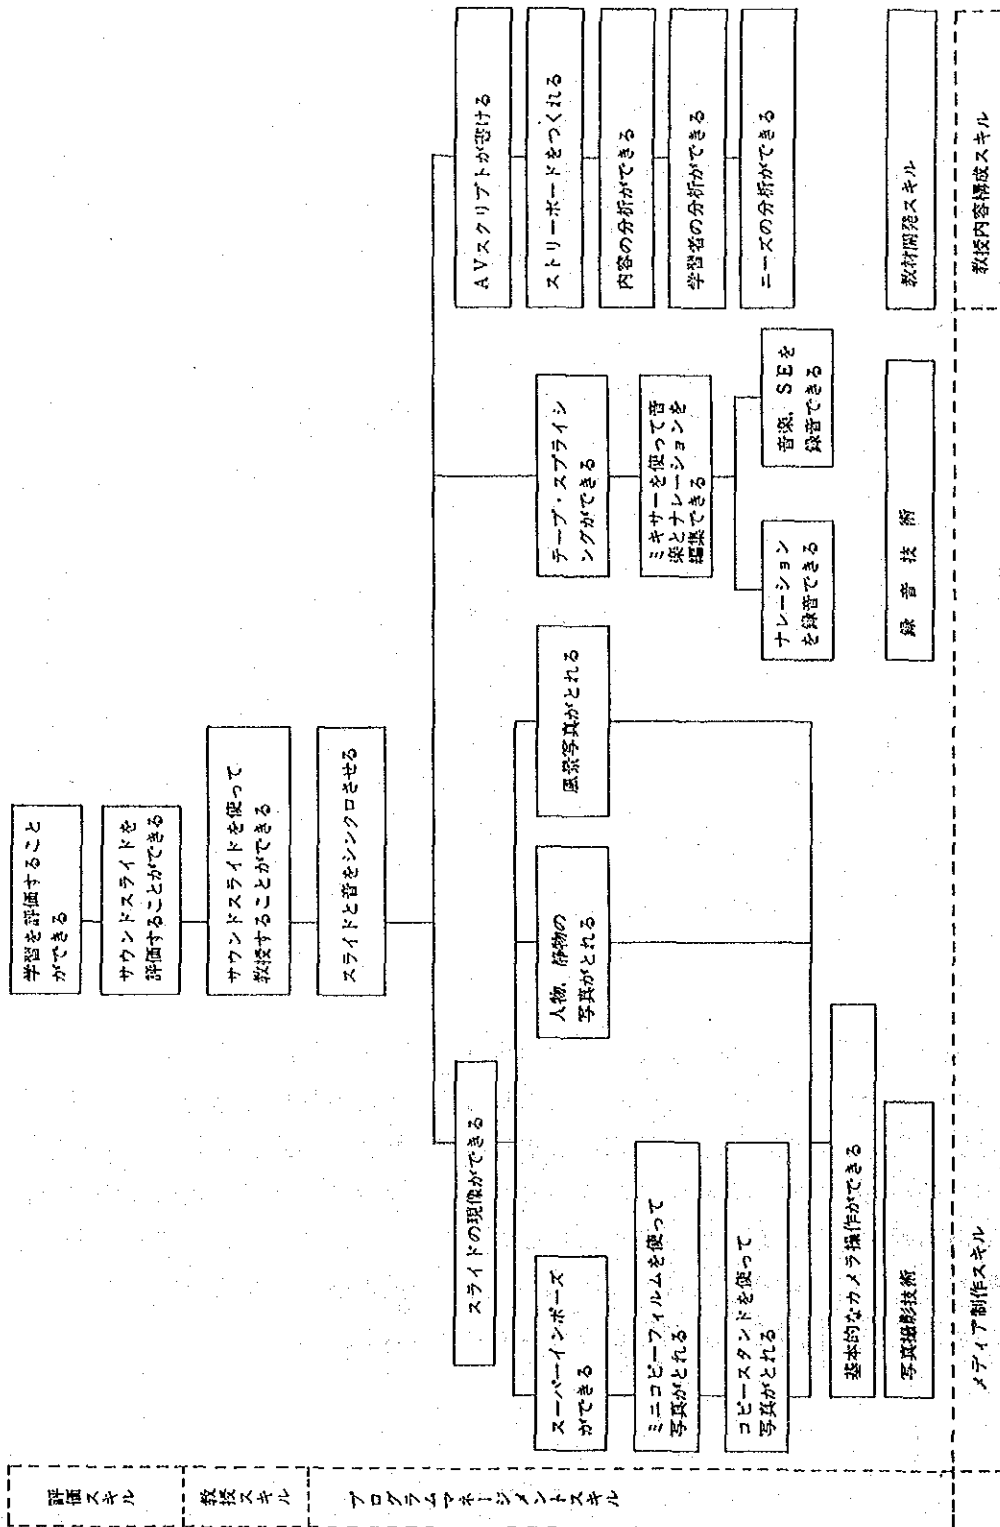 学習を評価すること
ができる
サウンドスライドを
評価することができる
サウンドスライドを使って
教授することができる
スライドと音をシンクロさせる
スライドの現像ができる
スーパーインポーズ
ができる
ミニコピーフィルムを使って
写真がとれる
コピースタンドを使って
写真がとれる
人物、静物の
写真がとれる
風景写真がとれる
基本的なカメラ操作ができる
写真撮影技術
テープ・スプライシ
ングができる
ミキサーを使って音
楽とナレーションを
編集できる
ナレーション
を録音できる
音楽、SEを
録音できる
録音技術
AVスクリプトが書ける
ストリーボードをつくれる
内容の分析ができる
学習者の分析ができる
ニーズの分析ができる
教材開発スキル
評価スキル
教授スキル
プログラムマネージメントスキル
メディア制作スキル
教授内容構成スキル